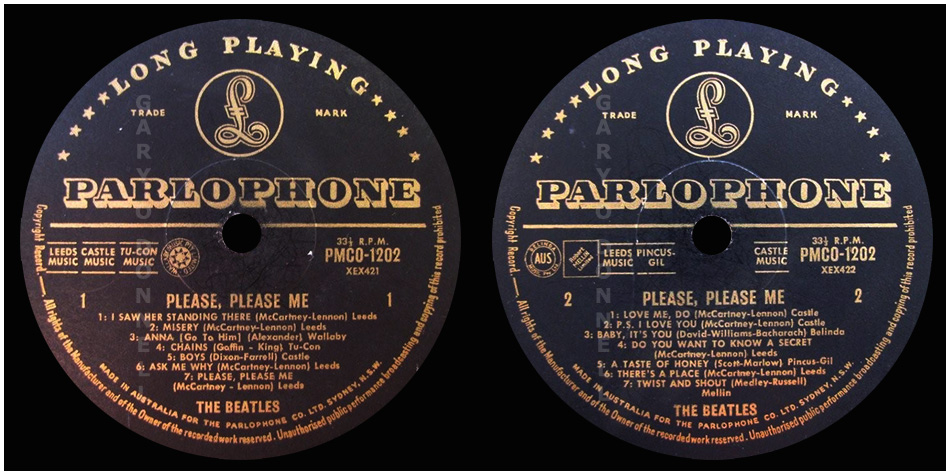 LONG PLAYING
TRADE MARK
PARLOPHONE
LEEDS MUSIC
CASTLE MUSIC
TU-CON MUSIC
33⅓ R.P.M.
PMCO-1202
XEX421
1 PLEASE, PLEASE ME 1
1: I SAW HER STANDING THERE (McCartney-Lennon) Leeds
2: MISERY (McCartney-Lennon) Leeds
3: ANNA (Go To Him) (Alexander) Wallaby
4: CHAINS (Goffin - King) Tu-Con
5: BOYS (Dixon-Farrell) Castle
6: ASK ME WHY (McCartney-Lennon) Leeds
7: PLEASE, PLEASE ME
(McCartney - Lennon) Leeds
THE BEATLES
MADE IN AUSTRALIA FOR THE PARLOPHONE CO. LTD. SYDNEY, N.S.W.
Copyright Record — All rights of the Manufacturer and of the Owner of the recorded work reserved. Unauthorised public performance broadcasting and copying of this record prohibited
LONG PLAYING
TRADE MARK
PARLOPHONE
BELINDA
AUS
LEEDS MUSIC
PINCUS-GIL
CASTLE MUSIC
33⅓ R.P.M.
PMCO-1202
XEX422
2 PLEASE, PLEASE ME 2
1: LOVE ME, DO (McCartney-Lennon) Castle
2: P.S. I LOVE YOU (McCartney-Lennon) Castle
3: BABY, IT'S YOU (David-Williams-Bacharach) Belinda
4: DO YOU WANT TO KNOW A SECRET
(McCartney-Lennon) Leeds
5: A TASTE OF HONEY (Scott-Marlow) Pincus-Gil
6: THERE'S A PLACE (McCartney-Lennon) Leeds
7: TWIST AND SHOUT (Medley-Russell)
Mellin
THE BEATLES
MADE IN AUSTRALIA FOR THE PARLOPHONE CO. LTD. SYDNEY, N.S.W.
Copyright Record — All rights of the Manufacturer and of the Owner of the recorded work reserved. Unauthorised public performance broadcasting and copying of this record prohibited